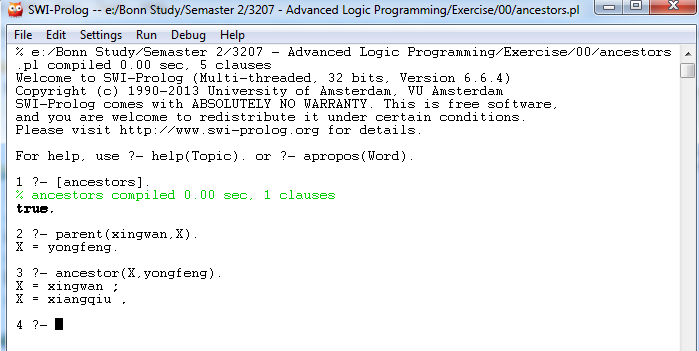 SWI-Prolog -- e:/Bonn Study/Semaster 2/3207 - Advanced Logic Programming/Exercise/00/ancestors.pl
File Edit Settings Run Debug Help
% e:/Bonn Study/Semaster 2/3207 - Advanced Logic Programming/Exercise/00/ancestors
.pl compiled 0.00 sec, 5 clauses
Welcome to SWI-Prolog (Multi-threaded, 32 bits, Version 6.6.4)
Copyright (c) 1990-2013 University of Amsterdam, VU Amsterdam
SWI-Prolog comes with ABSOLUTELY NO WARRANTY. This is free software,
and you are welcome to redistribute it under certain conditions.
Please visit http://www.swi-prolog.org for details.
For help, use ?- help(Topic). or ?- apropos(Word).
1 ?- [ancestors].
% ancestors compiled 0.00 sec, 1 clauses
true.
2 ?- parent(xingwan,X).
X = yongfeng.
3 ?- ancestor(X,yongfeng).
X = xingwan ;
X = xiangqiu .
4 ?-